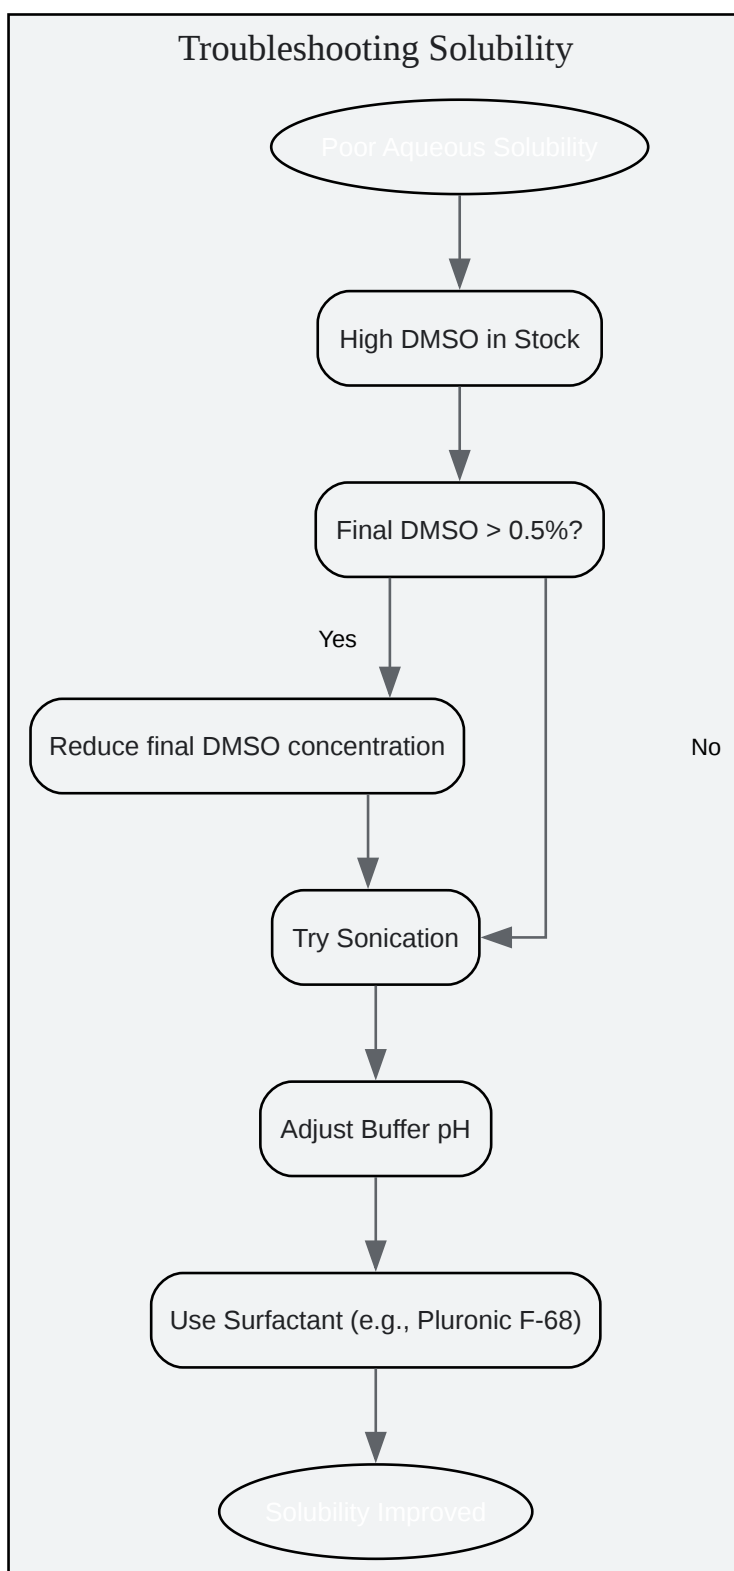 Troubleshooting Solubility
Poor Aqueous Solubility
High DMSO in Stock
Final DMSO > 0.5%?
Yes
Reduce final DMSO concentration
No
Try Sonication
Adjust Buffer pH
Use Surfactant (e.g., Pluronic F-68)
Solubility Improved